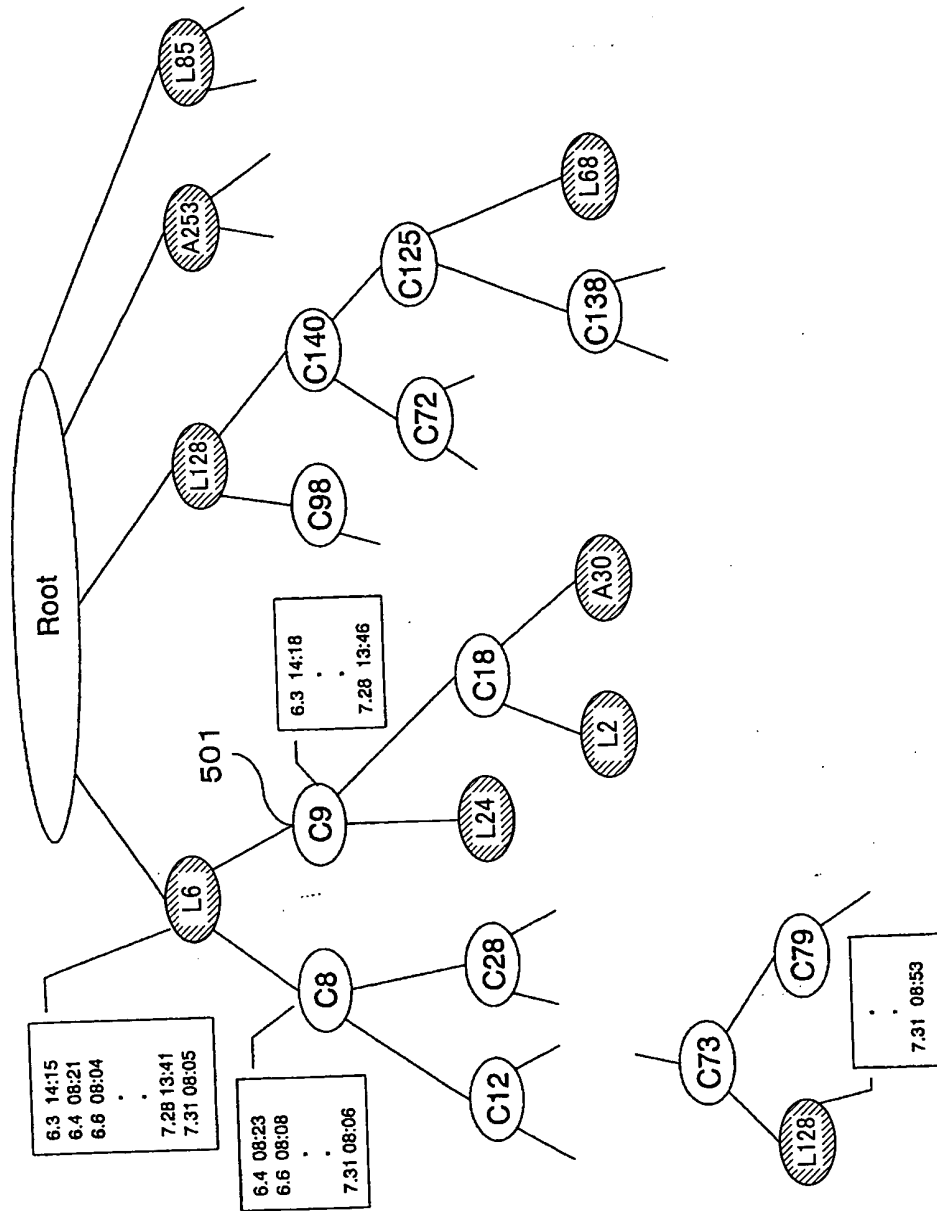 Root
L6
L128
A253
L85
6.3 14:15
6.4 08:21
6.6 08:04
7.28 13:41
7.31 08:05
501
C8
C9
C98
C140
6.4 08:23
6.6 08:08
7.31 08:06
6.3 14:18
7.28 13:46
C12
C28
L24
C18
C72
C125
L2
A30
C138
L68
C73
L128
C79
7.31 08:53